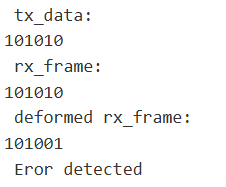 tx_data:
101010
rx_frame:
101010
deformed rx_frame:
101001
Eror detected